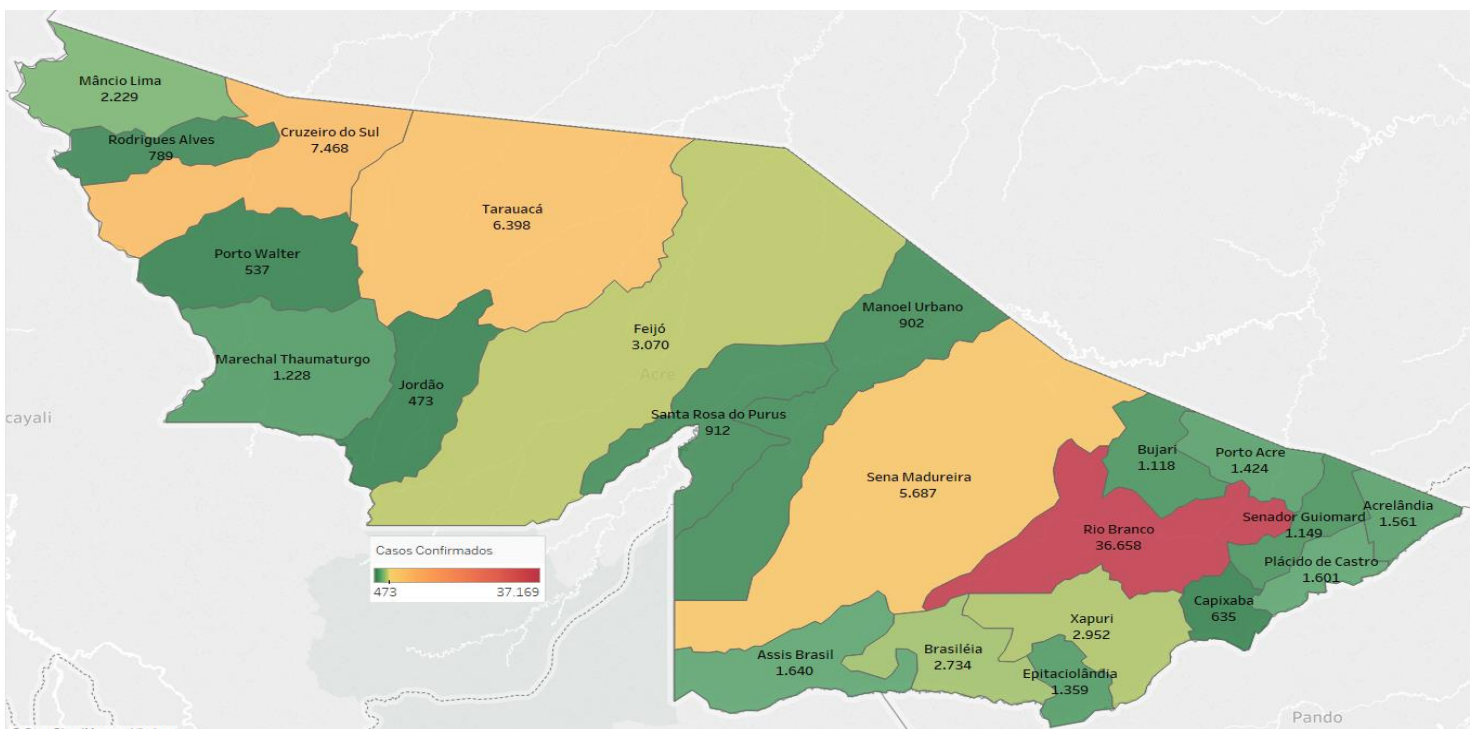 Mâncio Lima
2.229
Rodrigues Alves
789
Cruzeiro do Sul
7.468
Tarauacá
6.398
Porto Walter
537
Marechal Thaumaturgo
1.228
Jordão
473
Feijó
3.070
Acre
Manoel Urbano
902
Santa Rosa do Purus
912
cayali
Sena Madureira
5.687
Bujari
1.118
Porto Acre
1.424
Rio Branco
36.658
Senador Guiomard
1.149
Acrelândia
1.561
Plácido de Castro
1.601
Capixaba
635
Xapuri
2.952
Assis Brasil
1.640
Brasiléia
2.734
Epitaciolândia
1.359
Casos Confirmados
473
37.169
Pando